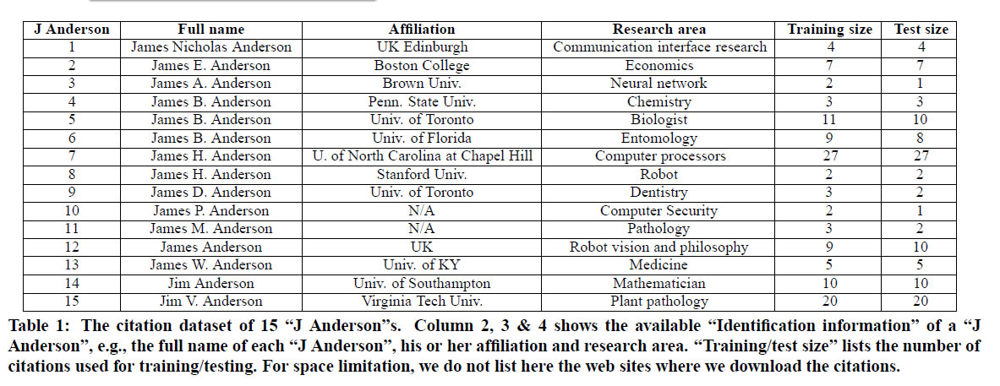 J Anderson Full name Affiliation Research area Training size Test size
1 James Nicholas Anderson UK Edinburgh Communication interface research 4 4
2 James E. Anderson Boston College Economics 7 7
3 James A. Anderson Brown Univ. Neural network 2 1
4 James B. Anderson Penn. State Univ. Chemistry 3 3
5 James B. Anderson Univ. of Toronto Biologist 11 10
6 James B. Anderson Univ. of Florida Entomology 9 8
7 James H. Anderson U. of North Carolina at Chapel Hill Computer processors 27 27
8 James H. Anderson Stanford Univ. Robot 2 2
9 James D. Anderson Univ. of Toronto Dentistry 3 2
10 James P. Anderson N/A Computer Security 2 1
11 James M. Anderson N/A Pathology 3 2
12 James Anderson UK Robot vision and philosophy 9 10
13 James W. Anderson Univ. of KY Medicine 5 5
14 Jim Anderson Univ. of Southampton Mathematician 10 10
15 Jim V. Anderson Virginia Tech Univ. Plant pathology 20 20
Table 1: The citation dataset of 15 “J Anderson”s. Column 2, 3 & 4 shows the available “Identification information” of a “J
Anderson”, e.g., the full name of each “J Anderson”, his or her affiliation and research area. “Training/test size” lists the number of
citations used for training/testing. For space limitation, we do not list here the web sites where we download the citations.